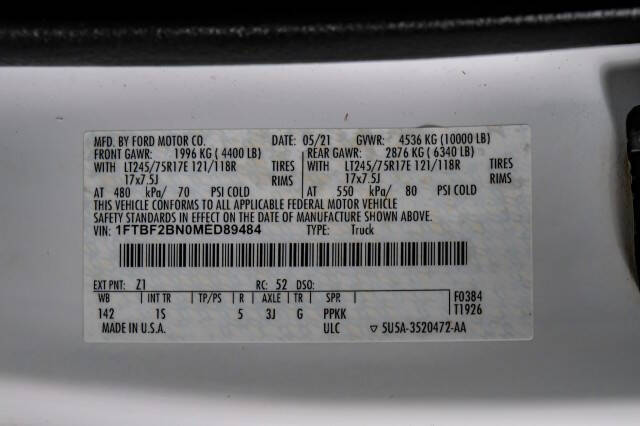 MFD. BY FORD MOTOR CO. DATE: 05/21 GVWR: 4536 KG (10000 LB)
FRONT GAWR: 1996 KG ( 4400 LB) REAR GAWR: 2876 KG ( 6340 LB)
WITH LT245/75R17E 121/118R TIRES WITH LT245/75R17E 121/118R TIRES
17x7.5J RIMS 17x7.5J RIMS
AT 480 kPa/ 70 PSI COLD AT 550 kPa/ 80 PSI COLD
THIS VEHICLE CONFORMS TO ALL APPLICABLE FEDERAL MOTOR VEHICLE
SAFETY STANDARDS IN EFFECT ON THE DATE OF MANUFACTURE SHOWN ABOVE.
VIN: 1FTBF2BN0MED89484 TYPE: Truck
EXT PNT: Z1 RC: 52 DSO:
WB INT TR TP/PS R AXLE TR SPR F0384
142 1S 5 3J G PPKK T1926
MADE IN U.S.A. ULC 5U5A-3520472-AA